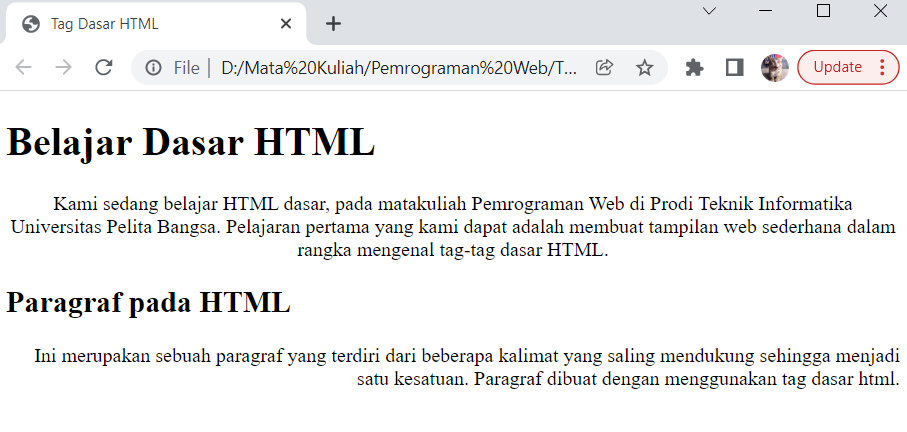 Tag Dasar HTML
File | D:/Mata%20Kuliah/Pemrograman%20Web/T...
Update
Belajar Dasar HTML
Kami sedang belajar HTML dasar, pada matakuliah Pemrograman Web di Prodi Teknik Informatika
Universitas Pelita Bangsa. Pelajaran pertama yang kami dapat adalah membuat tampilan web sederhana dalam
rangka mengenal tag-tag dasar HTML.
Paragraf pada HTML
Ini merupakan sebuah paragraf yang terdiri dari beberapa kalimat yang saling mendukung sehingga menjadi
satu kesatuan. Paragraf dibuat dengan menggunakan tag dasar html.